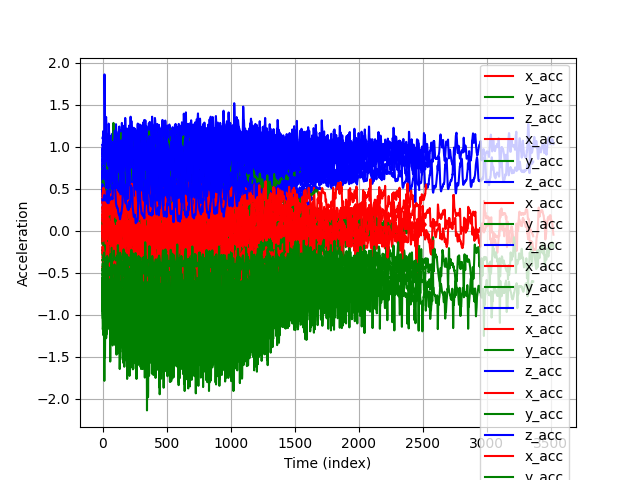 2.0
1.5
1.0
0.5
0.0
−0.5
−1.0
−1.5
−2.0
Acceleration
0
500
1000
1500
2000
2500
3000
3500
Time (index)
x_acc
y_acc
z_acc
x_acc
y_acc
z_acc
x_acc
y_acc
z_acc
x_acc
y_acc
z_acc
x_acc
y_acc
z_acc
x_acc
y_acc
z_acc
x_acc
y_acc